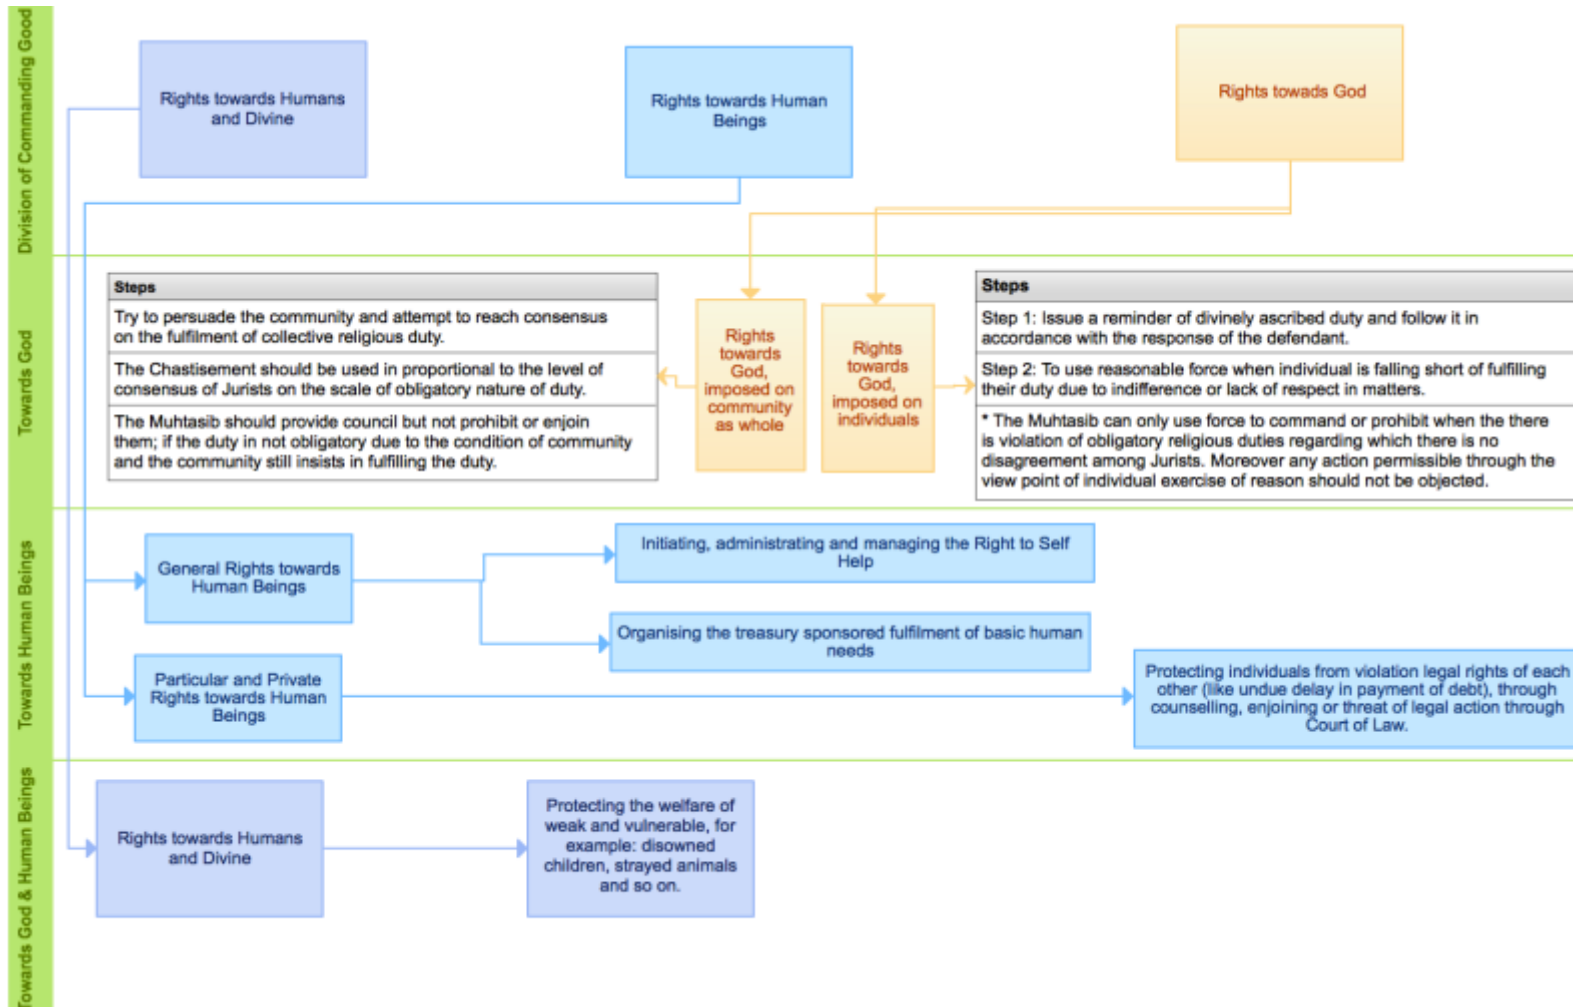 Division of Commanding Good
Rights towards Humans
and Divine
Rights towards Human
Beings
Rights towads God
Towards God
Steps
Try to persuade the community and attempt to reach consensus
on the fulfilment of collective religious duty.
The Chastisement should be used in proportional to the level of
consensus of Jurists on the scale of obligatory nature of duty.
The Muhtasib should provide council but not prohibit or enjoin
them; if the duty in not obligatory due to the condition of community
and the community still insists in fulfilling the duty.
Rights
towards
God,
imposed on
community
as whole
Rights
towards
God,
imposed on
individuals
Steps
Step 1: Issue a reminder of divinely ascribed duty and follow it in
accordance with the response of the defendant.
Step 2: To use reasonable force when individual is falling short of fulfilling
their duty due to indifference or lack of respect in matters.
* The Muhtasib can only use force to command or prohibit when the there
is violation of obligatory religious duties regarding which there is no
disagreement among Jurists. Moreover any action permissible through the
view point of individual exercise of reason should not be objected.
Towards Human Beings
General Rights towards
Human Beings
Initiating, administrating and managing the Right to Self
Help
Organising the treasury sponsored fulfilment of basic human
needs
Particular and Private
Rights towards Human
Beings
Protecting individuals from violation legal rights of each
other (like undue delay in payment of debt), through
counselling, enjoining or threat of legal action through
Court of Law.
Towards God & Human Beings
Rights towards Humans
and Divine
Protecting the welfare of
weak and vulnerable, for
example: disowned
children, strayed animals
and so on.